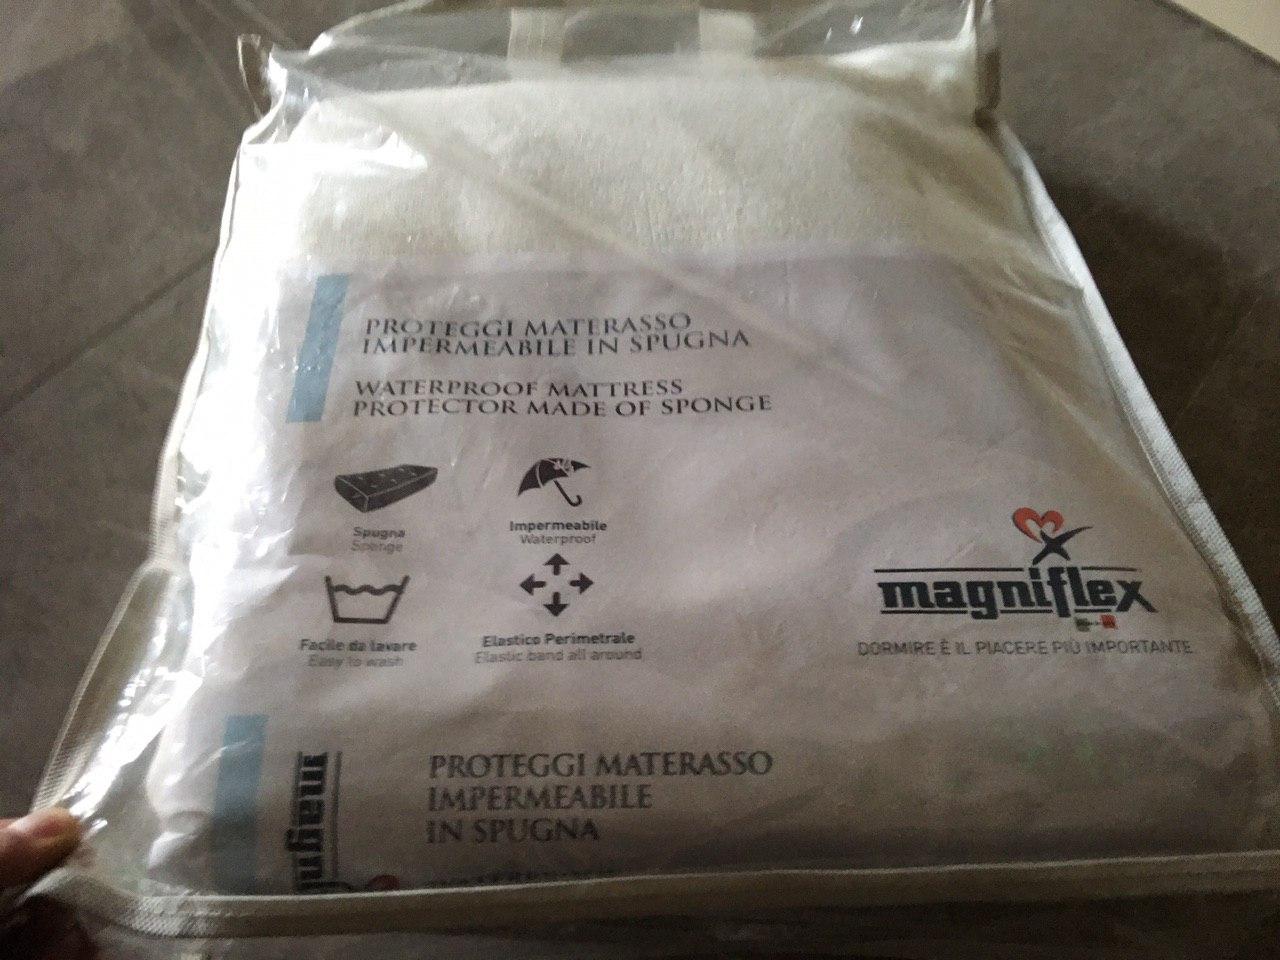 PROTEGGI MATERASSO
IMPERMEABILE IN SPUGNA
WATERPROOF MATTRESS
PROTECTOR MADE OF SPONGE
Spugna
Sponge
Impermeabile
Waterproof
Facile da lavare
Easy to wash
Elastico Perimetrale
Elastic band all around
magniflex
DORMIRE È IL PIACERE PIÙ IMPORTANTE
magni
PROTEGGI MATERASSO
IMPERMEABILE
IN SPUGNA